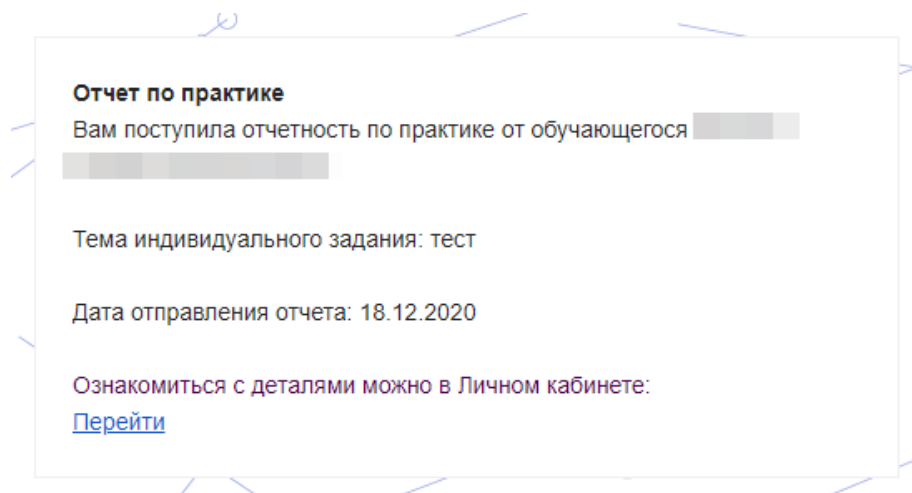 Отчет по практике
Вам поступила отчетность по практике от обучающегося
Тема индивидуального задания: тест
Дата отправления отчета: 18.12.2020
Ознакомиться с деталями можно в Личном кабинете:
Перейти